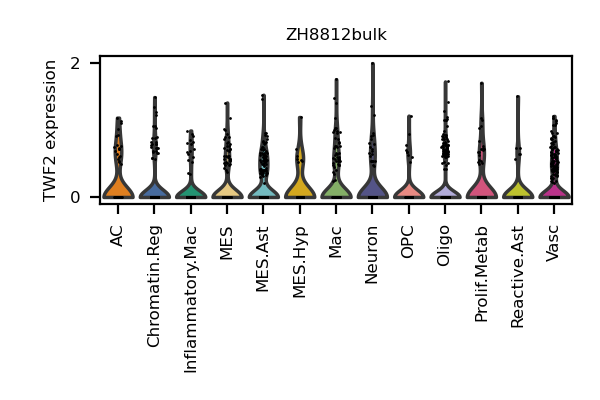 ZH8812bulk
TWF2 expression
2
0
AC
Chromatin.Reg
Inflammatory.Mac
MES
MES.Ast
MES.Hyp
Mac
Neuron
OPC
Oligo
Prolif.Metab
Reactive.Ast
Vasc